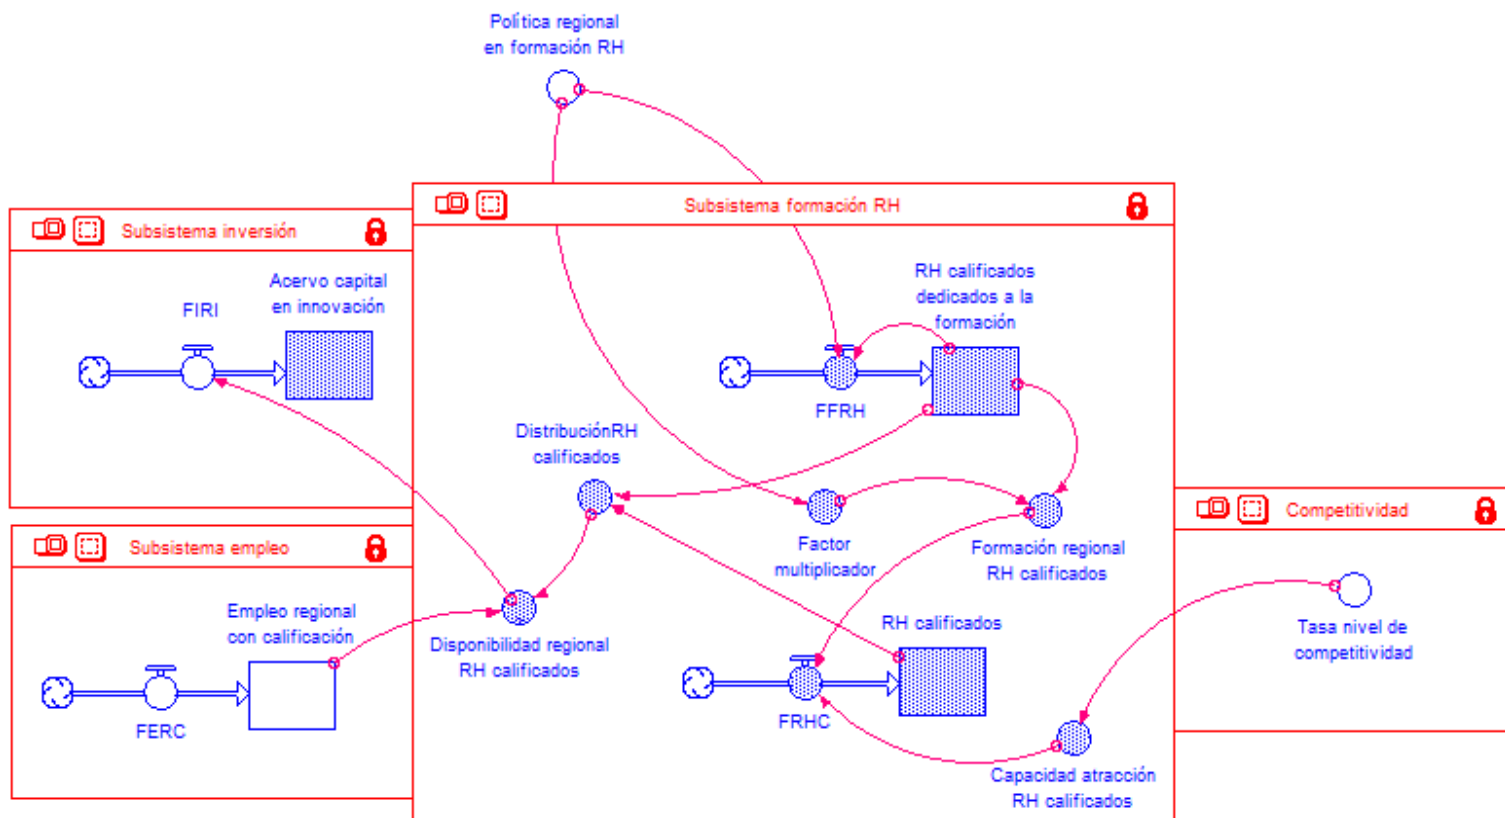 Política regional
en formación RH
Subsistema formación RH
Subsistema inversión
Acervo capital
en innovación
FIRI
RH calificados
dedicados a la
formación
FFRH
DistribuciónRH
calificados
Factor
multiplicador
Formación regional
RH calificados
Competitividad
Tasa nivel de
competitividad
Subsistema empleo
Empleo regional
con calificación
FERC
Disponibilidad regional
RH calificados
RH calificados
FRHC
Capacidad atracción
RH calificados